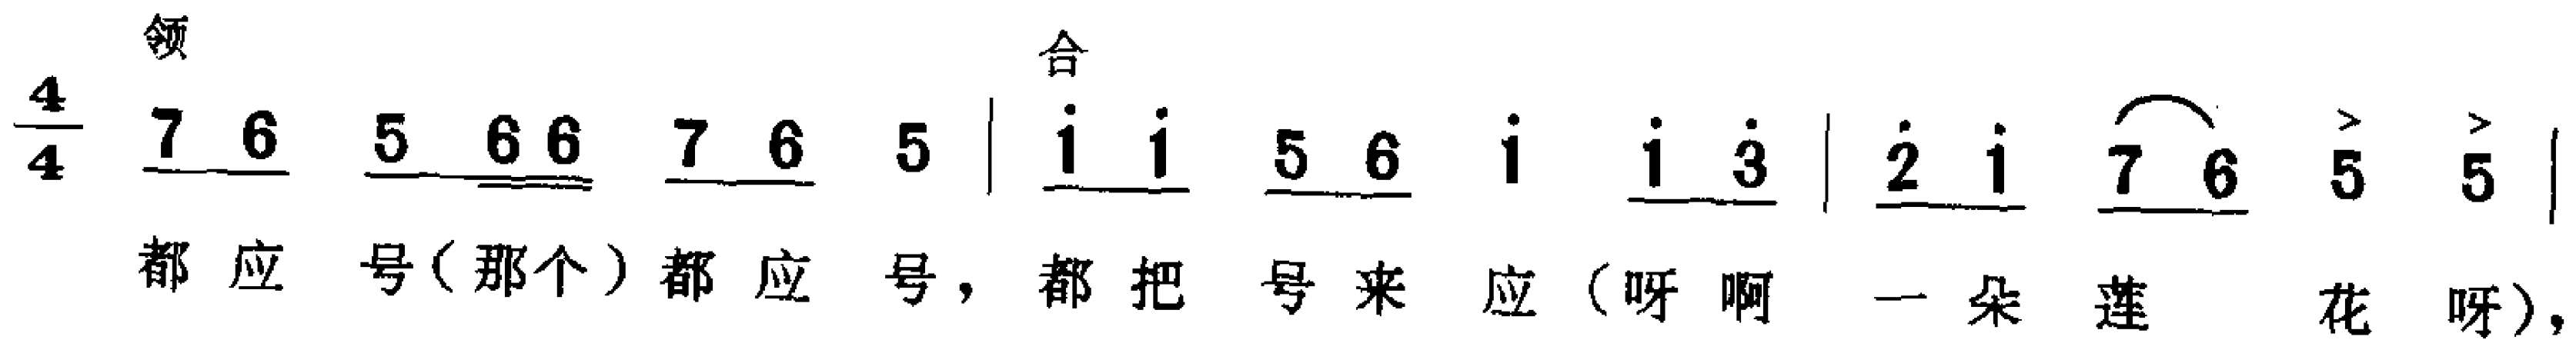 领 合
4/4 7 6 5 6 6 7 6 5 | i i 5 6 i i 3̇ | 2̇ i 7 6 5 5 |
都 应 号（那个）都 应 号，都 把 号 来 应（呀 啊 一 朵 莲 花 呀），